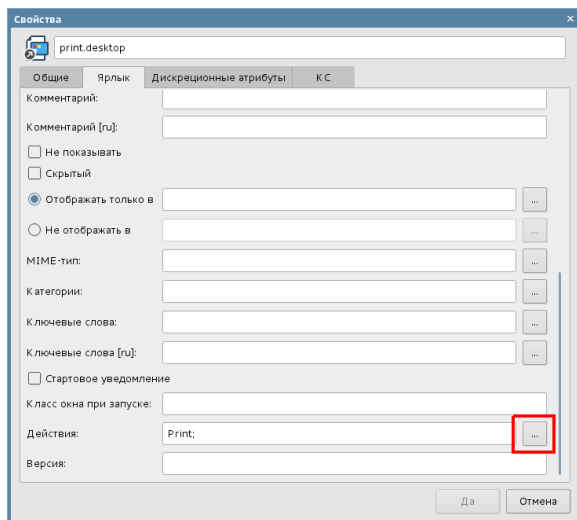 Свойства
print.desktop
Общие Ярлык Дискреционные атрибуты КС
Комментарий:
Комментарий [ru]:
Не показывать
Скрытый
Отображать только в ...
Не отображать в ...
MIME-тип: ...
Категории: ...
Ключевые слова: ...
Ключевые слова [ru]: ...
Стартовое уведомление
Класс окна при запуске:
Действия: Print; ...
Версия:
Да Отмена